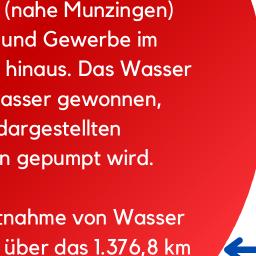 (nahe Munzingen)
und Gewerbe im
hinaus. Das Wasser
asser gewonnen,
dargestellten
n gepumpt wird.
tnahme von Wasser
über das 1.376,8 km